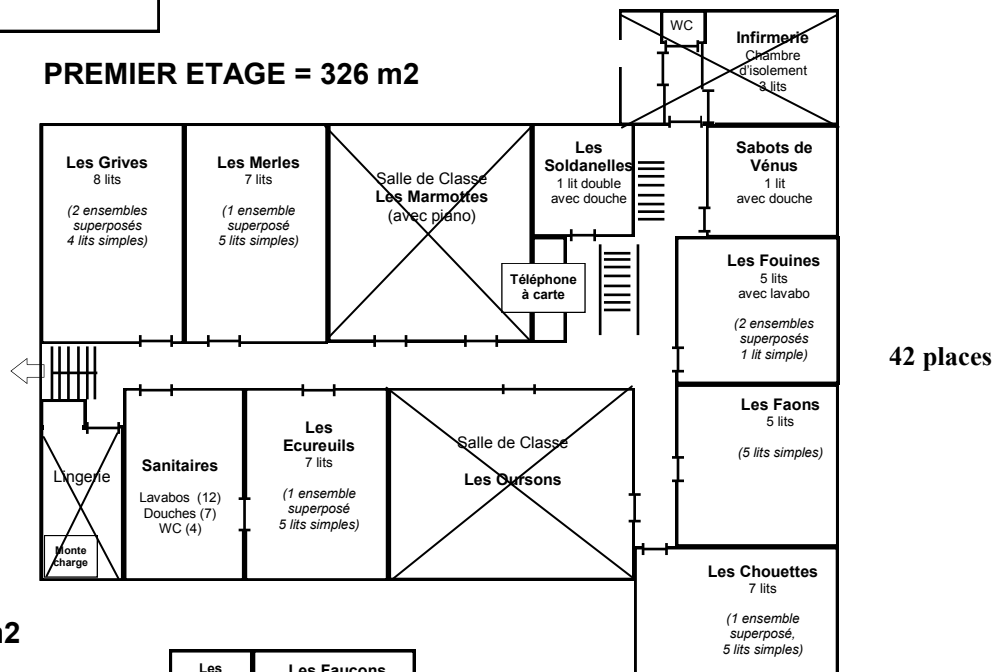 PREMIER ETAGE = 326 m2
WC
Infirmerie
Chambre
d'isolement
3 lits
Les Grives
8 lits
(2 ensembles
superposés
4 lits simples)
Les Merles
7 lits
(1 ensemble
superposé
5 lits simples)
Salle de Classe
Les Marmottes
(avec piano)
Les
Soldanelles
1 lit double
avec douche
Sabots de
Vénus
1 lit
avec douche
Téléphone
à carte
Les Fouines
5 lits
avec lavabo
(2 ensembles
superposés
1 lit simple)
42 places
Les Faons
5 lits
(5 lits simples)
Lingerie
Monte
charge
Sanitaires
Lavabos (12)
Douches (7)
WC (4)
Les
Ecureuils
7 lits
(1 ensemble
superposé
5 lits simples)
Salle de Classe
Les Oursons
Les Chouettes
7 lits
(1 ensemble
superposé,
5 lits simples)
m2
Les
Les Faucons